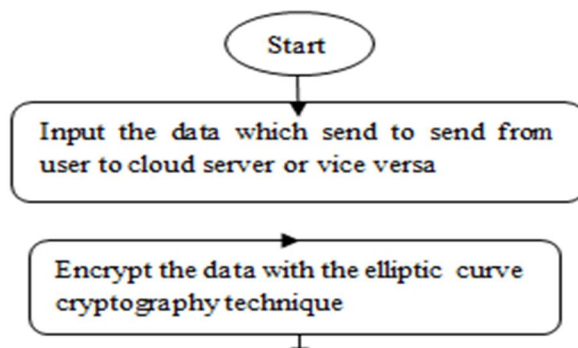 Start
Input the data which send to send from
user to cloud server or vice versa
Encrypt the data with the elliptic curve
cryptography technique